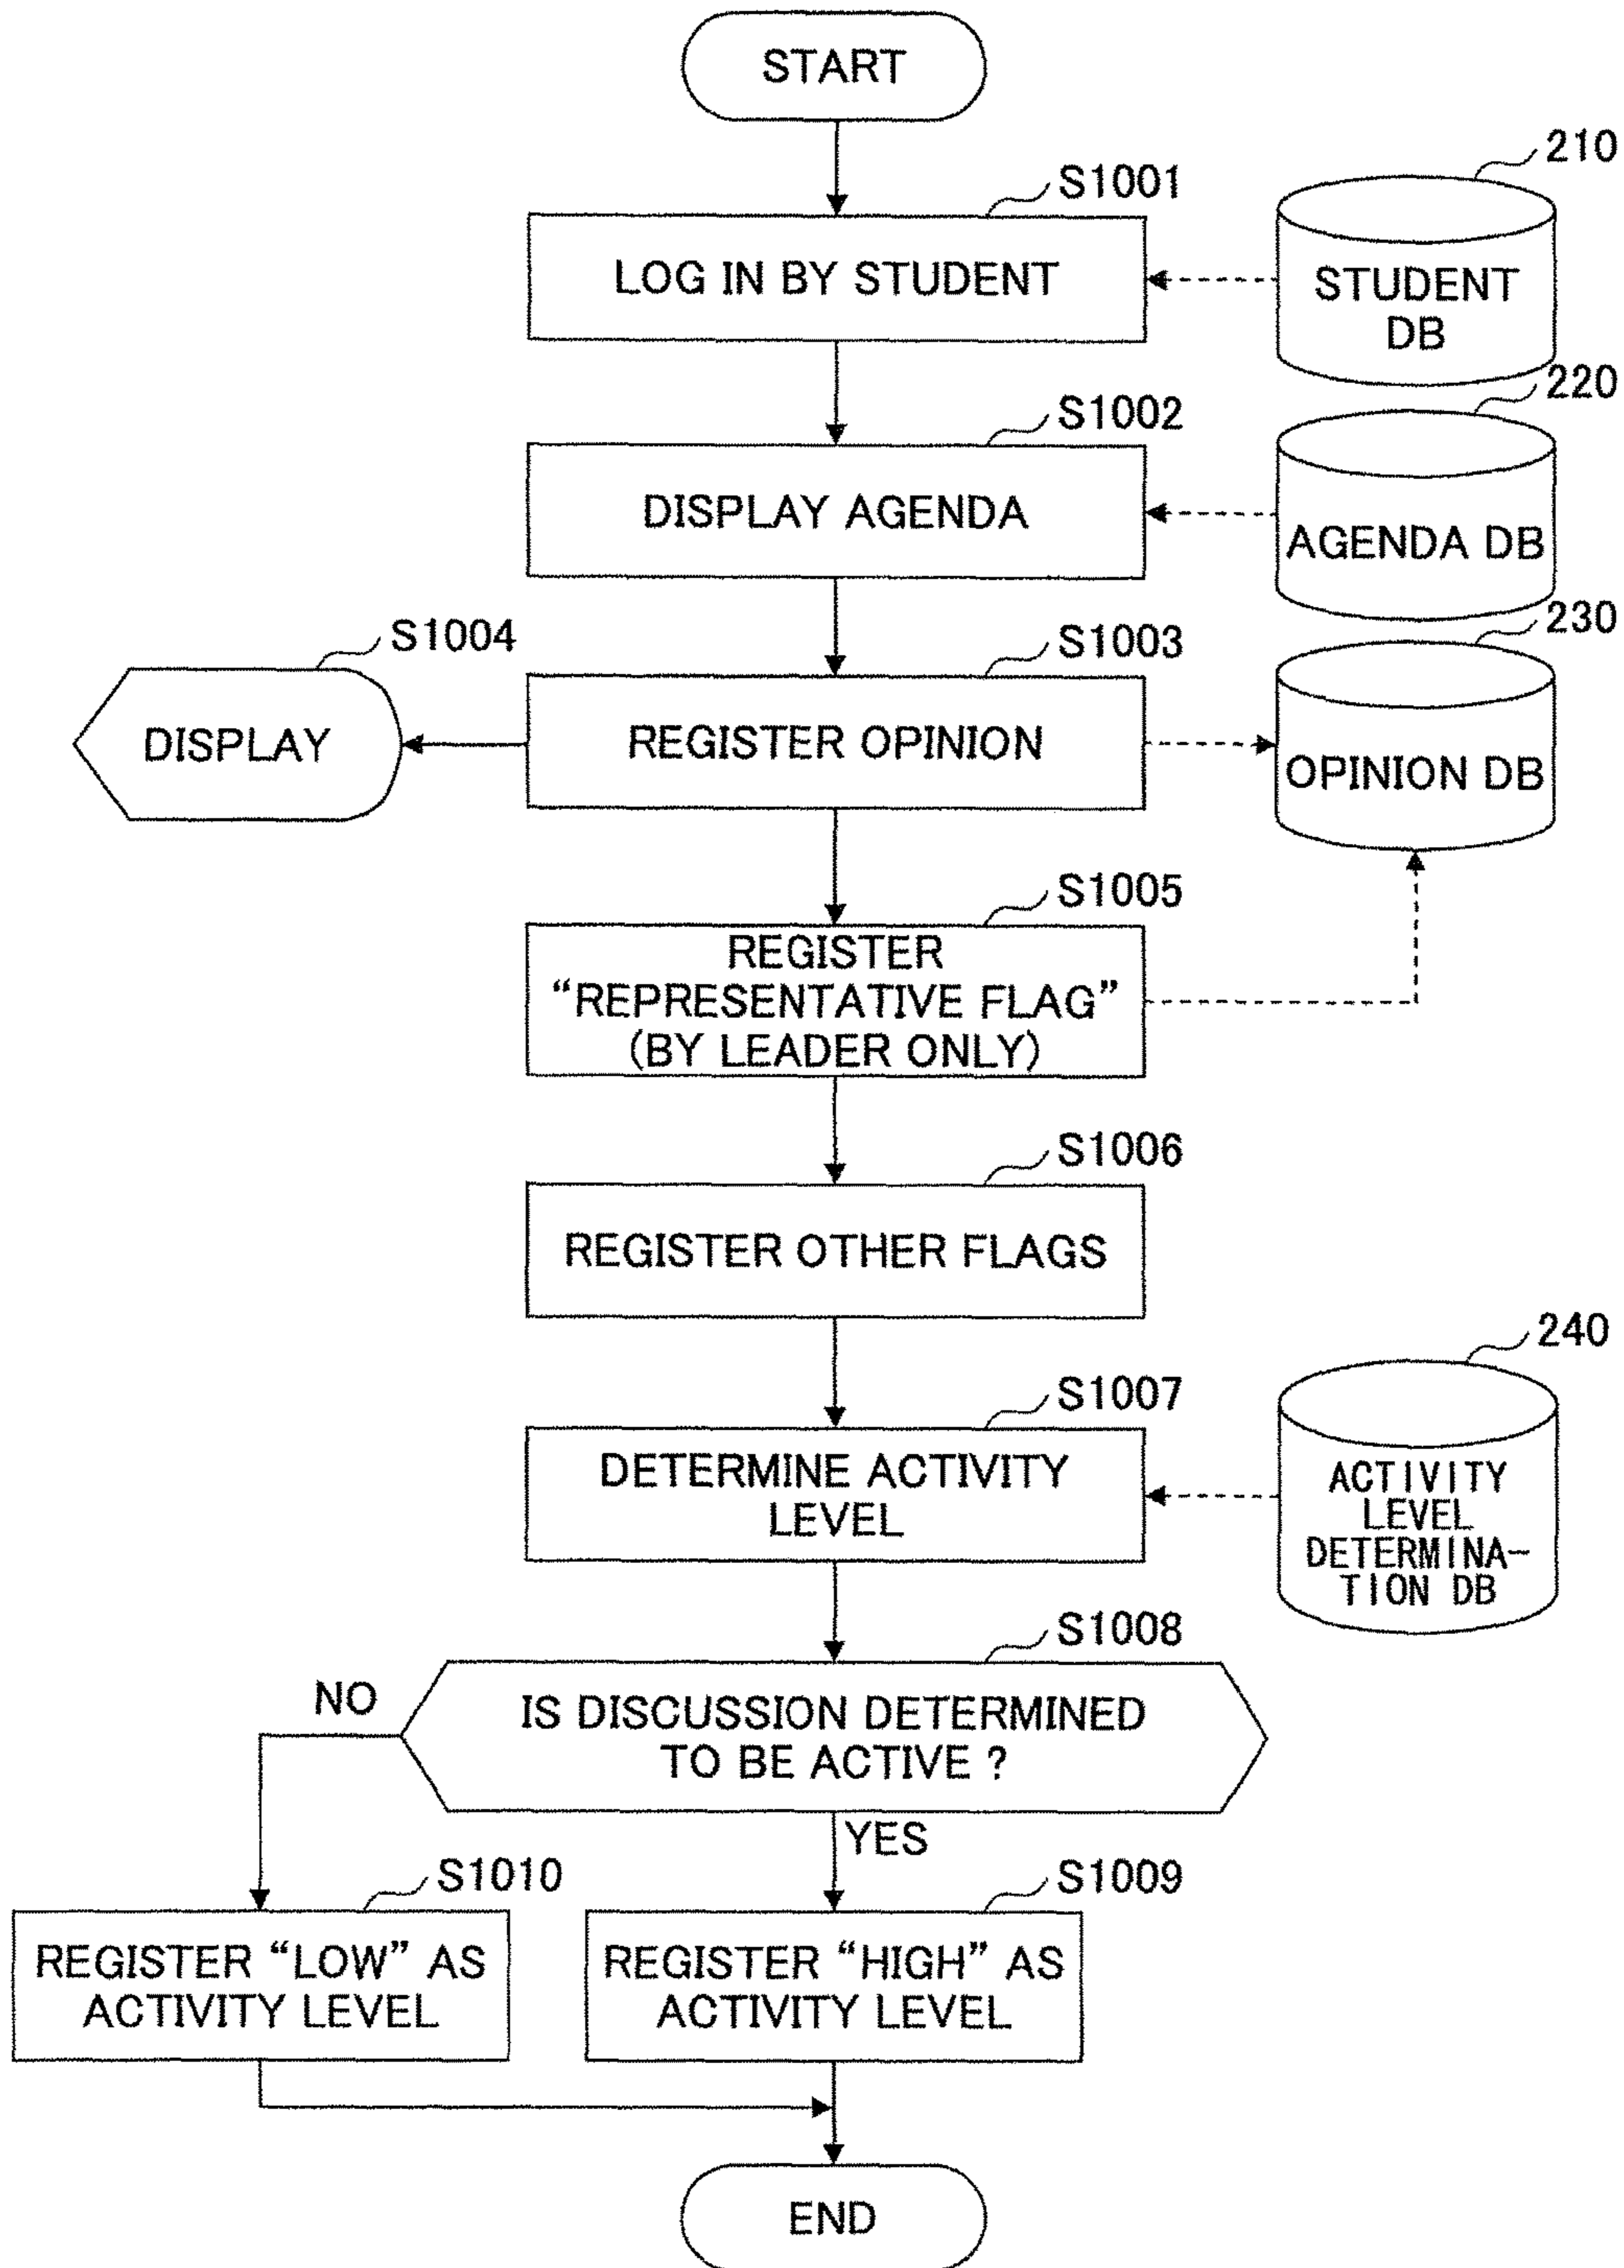 START
S1001
210
LOG IN BY STUDENT
STUDENT
DB
S1002
220
DISPLAY AGENDA
AGENDA DB
S1004
S1003
230
DISPLAY
REGISTER OPINION
OPINION DB
S1005
REGISTER
“REPRESENTATIVE FLAG”
(BY LEADER ONLY)
S1006
REGISTER OTHER FLAGS
240
S1007
DETERMINE ACTIVITY
LEVEL
ACTIVITY
LEVEL
DETERMINA-
TION DB
S1008
NO
IS DISCUSSION DETERMINED
TO BE ACTIVE ?
YES
S1010
S1009
REGISTER “LOW” AS
ACTIVITY LEVEL
REGISTER “HIGH” AS
ACTIVITY LEVEL
END